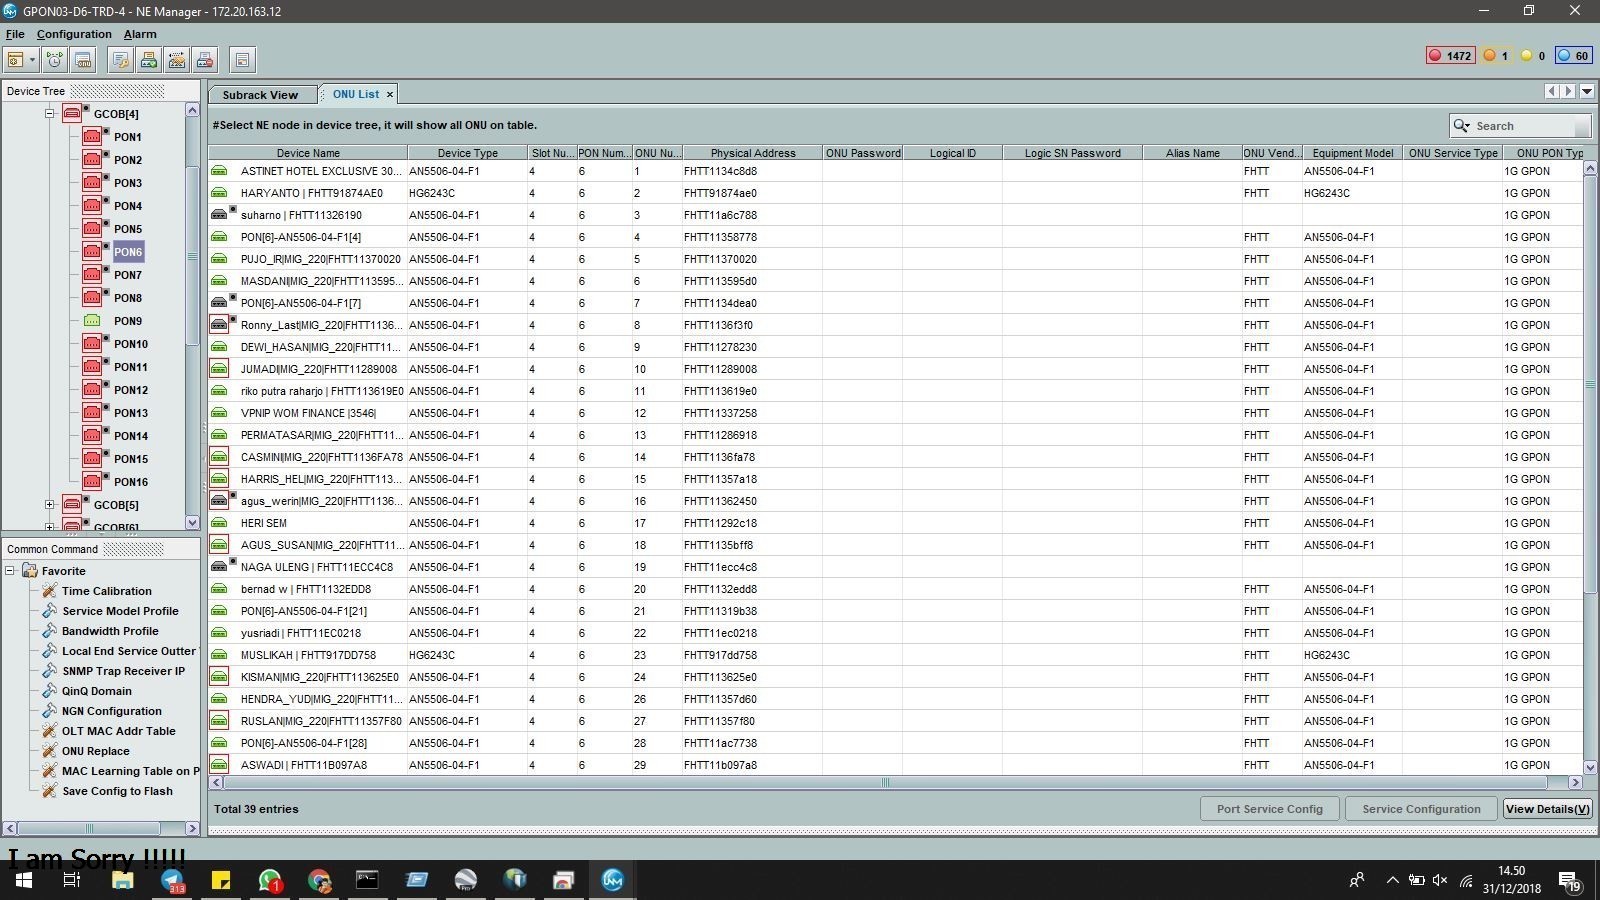 GPON03-D6-TRD-4 - NE Manager - 172.20.163.12
File Configuration Alarm
1472 1 0 60
Device Tree
GCOB[4]
PON1
PON2
PON3
PON4
PON5
PON6
PON7
PON8
PON9
PON10
PON11
PON12
PON13
PON14
PON15
PON16
GCOB[5]
GCOB[6]
Common Command
Favorite
Time Calibration
Service Model Profile
Bandwidth Profile
Local End Service Outter
SNMP Trap Receiver IP
QinQ Domain
NGN Configuration
OLT MAC Addr Table
ONU Replace
MAC Learning Table on P
Save Config to Flash
Subrack View ONU List
#Select NE node in device tree, it will show all ONU on table.
Search
Device Name Device Type Slot Nu... PON Num... ONU Nu... Physical Address ONU Password Logical ID Logic SN Password Alias Name ONU Vend... Equipment Model ONU Service Type ONU PON Typ
ASTINET HOTEL EXCLUSIVE 30... AN5506-04-F1 4 6 1 FHTT1134c8d8 FHTT AN5506-04-F1 1G GPON
HARYANTO | FHTT91874AE0 HG6243C 4 6 2 FHTT91874ae0 FHTT HG6243C 1G GPON
suharno | FHTT11326190 AN5506-04-F1 4 6 3 FHTT11a6c788 1G GPON
PON[6]-AN5506-04-F1[4] AN5506-04-F1 4 6 4 FHTT11358778 FHTT AN5506-04-F1 1G GPON
PUJO_IR|MIG_220|FHTT11370020 AN5506-04-F1 4 6 5 FHTT11370020 FHTT AN5506-04-F1 1G GPON
MASDANI|MIG_220|FHTT113595... AN5506-04-F1 4 6 6 FHTT113595d0 FHTT AN5506-04-F1 1G GPON
PON[6]-AN5506-04-F1[7] AN5506-04-F1 4 6 7 FHTT1134dea0 1G GPON
Ronny_Last|MIG_220|FHTT1136... AN5506-04-F1 4 6 8 FHTT1136f3f0 1G GPON
DEWI_HASAN|MIG_220|FHTT11... AN5506-04-F1 4 6 9 FHTT11278230 FHTT AN5506-04-F1 1G GPON
JUMADI|MIG_220|FHTT11289008 AN5506-04-F1 4 6 10 FHTT11289008 FHTT AN5506-04-F1 1G GPON
riko putra raharjo | FHTT113619E0 AN5506-04-F1 4 6 11 FHTT113619e0 FHTT AN5506-04-F1 1G GPON
VPNIP WOM FINANCE |3546| AN5506-04-F1 4 6 12 FHTT11337258 FHTT AN5506-04-F1 1G GPON
PERMATASAR|MIG_220|FHTT11... AN5506-04-F1 4 6 13 FHTT11286918 FHTT AN5506-04-F1 1G GPON
CASMINI|MIG_220|FHTT1136FA78 AN5506-04-F1 4 6 14 FHTT1136fa78 FHTT AN5506-04-F1 1G GPON
HARRIS_HEL|MIG_220|FHTT113... AN5506-04-F1 4 6 15 FHTT11357a18 FHTT AN5506-04-F1 1G GPON
agus_werin|MIG_220|FHTT1136... AN5506-04-F1 4 6 16 FHTT11362450 FHTT AN5506-04-F1 1G GPON
HERI SEM AN5506-04-F1 4 6 17 FHTT11292c18 FHTT AN5506-04-F1 1G GPON
AGUS_SUSAN|MIG_220|FHTT11... AN5506-04-F1 4 6 18 FHTT1135bff8 FHTT AN5506-04-F1 1G GPON
NAGA ULENG | FHTT11ECC4C8 AN5506-04-F1 4 6 19 FHTT11ecc4c8 1G GPON
bernad w | FHTT1132EDD8 AN5506-04-F1 4 6 20 FHTT1132edd8 FHTT AN5506-04-F1 1G GPON
PON[6]-AN5506-04-F1[21] AN5506-04-F1 4 6 21 FHTT11319b38 FHTT AN5506-04-F1 1G GPON
yusriadi | FHTT11EC0218 AN5506-04-F1 4 6 22 FHTT11ec0218 FHTT AN5506-04-F1 1G GPON
MUSLIKAH | FHTT917DD758 HG6243C 4 6 23 FHTT917dd758 FHTT HG6243C 1G GPON
KISMAN|MIG_220|FHTT113625E0 AN5506-04-F1 4 6 24 FHTT113625e0 FHTT AN5506-04-F1 1G GPON
HENDRA_YUD|MIG_220|FHTT11... AN5506-04-F1 4 6 26 FHTT11357d60 FHTT AN5506-04-F1 1G GPON
RUSLAN|MIG_220|FHTT11357F80 AN5506-04-F1 4 6 27 FHTT11357f80 FHTT AN5506-04-F1 1G GPON
PON[6]-AN5506-04-F1[28] AN5506-04-F1 4 6 28 FHTT11ac7738 FHTT AN5506-04-F1 1G GPON
ASWADI | FHTT11B097A8 AN5506-04-F1 4 6 29 FHTT11b097a8 FHTT AN5506-04-F1 1G GPON
Total 39 entries
Port Service Config Service Configuration View Details(V)
I am Sorry !!!!!
313 1 Pro
14.50
31/12/2018
19